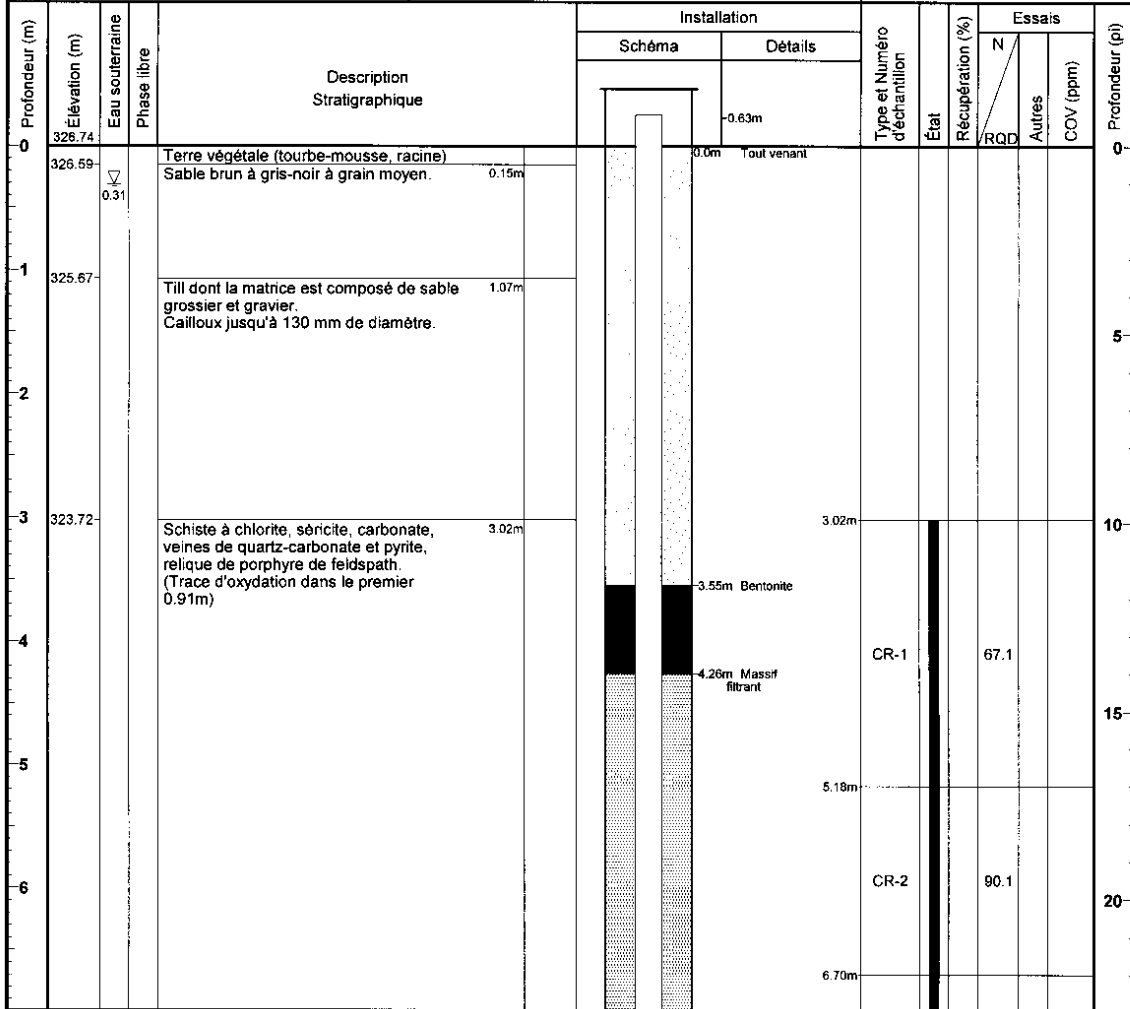 Profondeur (m)
Élévation (m)
Eau souterraine
Phase libre
Description
Stratigraphique
Installation
Schéma
Détails
Type et Numéro
d'échantillon
État
Récupération (%)
Essais
N
RQD
Autres
COV (ppm)
Profondeur (pi)
0.63m
326.74
0
0.0m Tout venant
0
326.59
Terre végétale (tourbe-mousse, racine)
Sable brun à gris-noir à grain moyen. 0.15m
0.31
1
325.67
Till dont la matrice est composé de sable 1.07m
grossier et gravier.
Cailloux jusqu'à 130 mm de diamètre.
5
2
3
323.72
Schiste à chlorite, séricite, carbonate, 3.02m
veines de quartz-carbonate et pyrite,
relique de porphyre de feldspath.
(Trace d'oxydation dans le premier
0.91m)
3.02m
10
3.55m Bentonite
4
CR-1
67.1
4.26m Massif
filtrant
15
5
5.18m
6
CR-2
90.1
20
6.70m